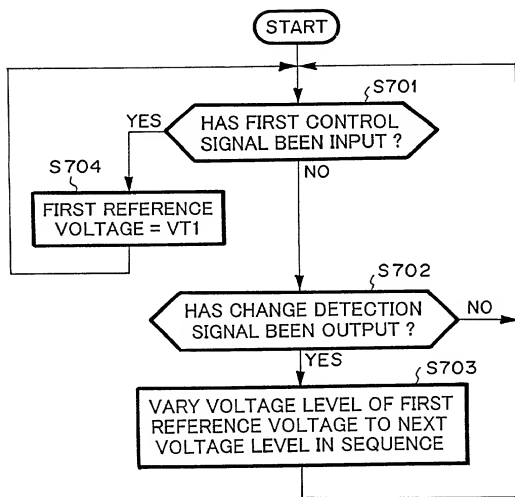 START
S701
YES
HAS FIRST CONTROL
SIGNAL BEEN INPUT ?
S704
NO
FIRST REFERENCE
VOLTAGE = VT1
S702
HAS CHANGE DETECTION
SIGNAL BEEN OUTPUT ?
NO
YES
S703
VARY VOLTAGE LEVEL OF FIRST
REFERENCE VOLTAGE TO NEXT
VOLTAGE LEVEL IN SEQUENCE